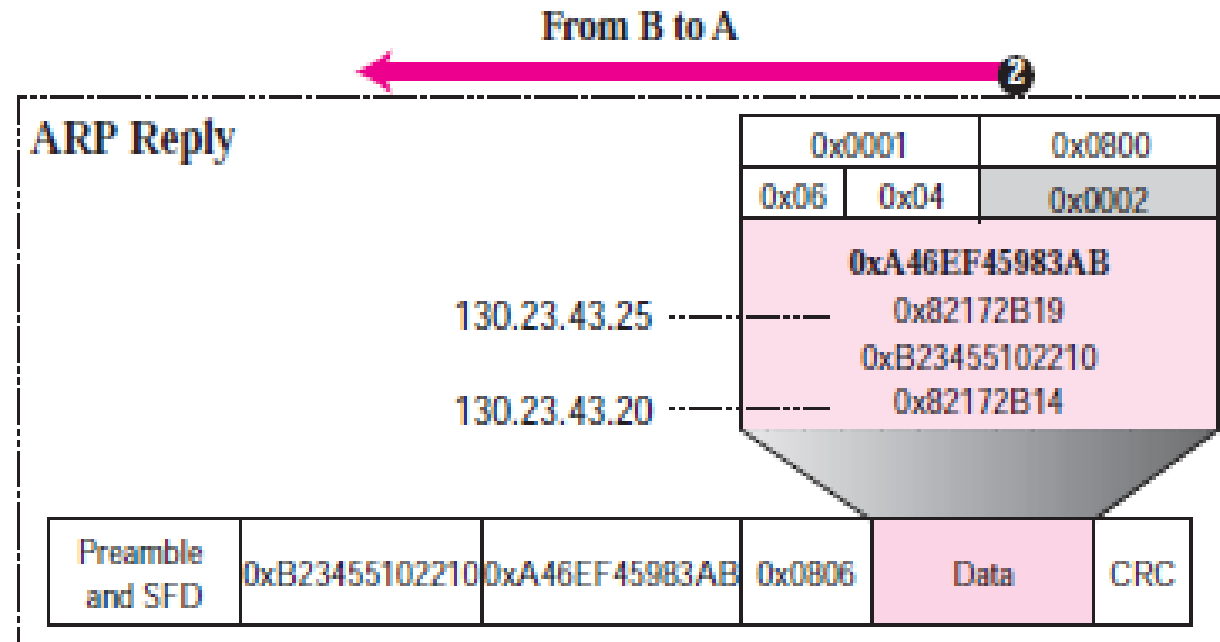 From B to A
2
ARP Reply
0x0001 0x0800
0x06 0x04 0x0002
0xA46EF45983AB
130.23.43.25 0x82172B19
0xB23455102210
130.23.43.20 0x82172B14
Preamble and SFD 0xB23455102210 0xA46EF45983AB 0x0806 Data CRC